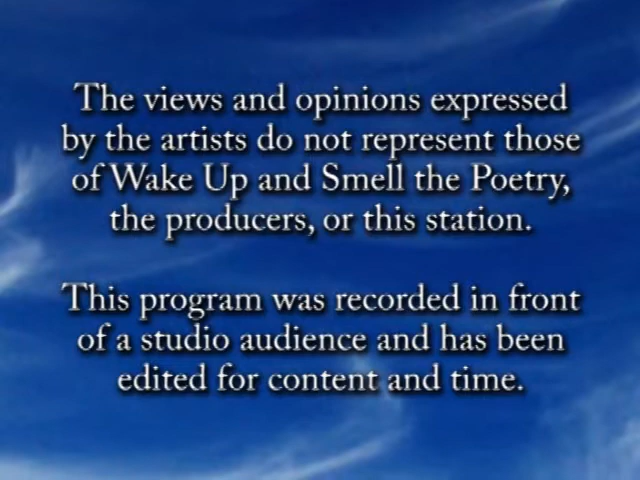 The views and opinions expressed
by the artists do not represent those
of Wake Up and Smell the Poetry,
the producers, or this station.
This program was recorded in front
of a studio audience and has been
edited for content and time.